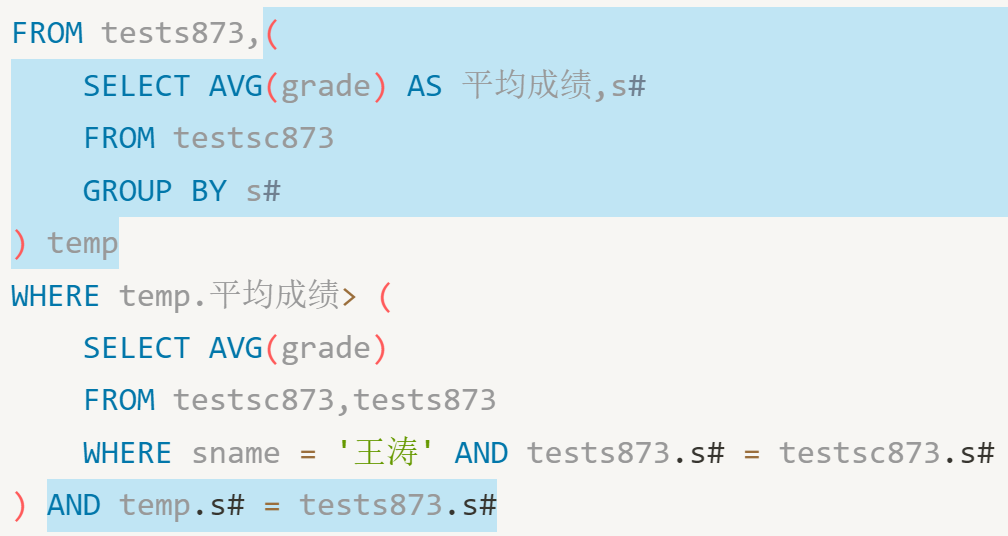 FROM tests873,(
SELECT AVG(grade) AS 平均成绩,s#
FROM testsc873
GROUP BY s#
) temp
WHERE temp.平均成绩> (
SELECT AVG(grade)
FROM testsc873,tests873
WHERE sname = '王涛' AND tests873.s# = testsc873.s#
) AND temp.s# = tests873.s#